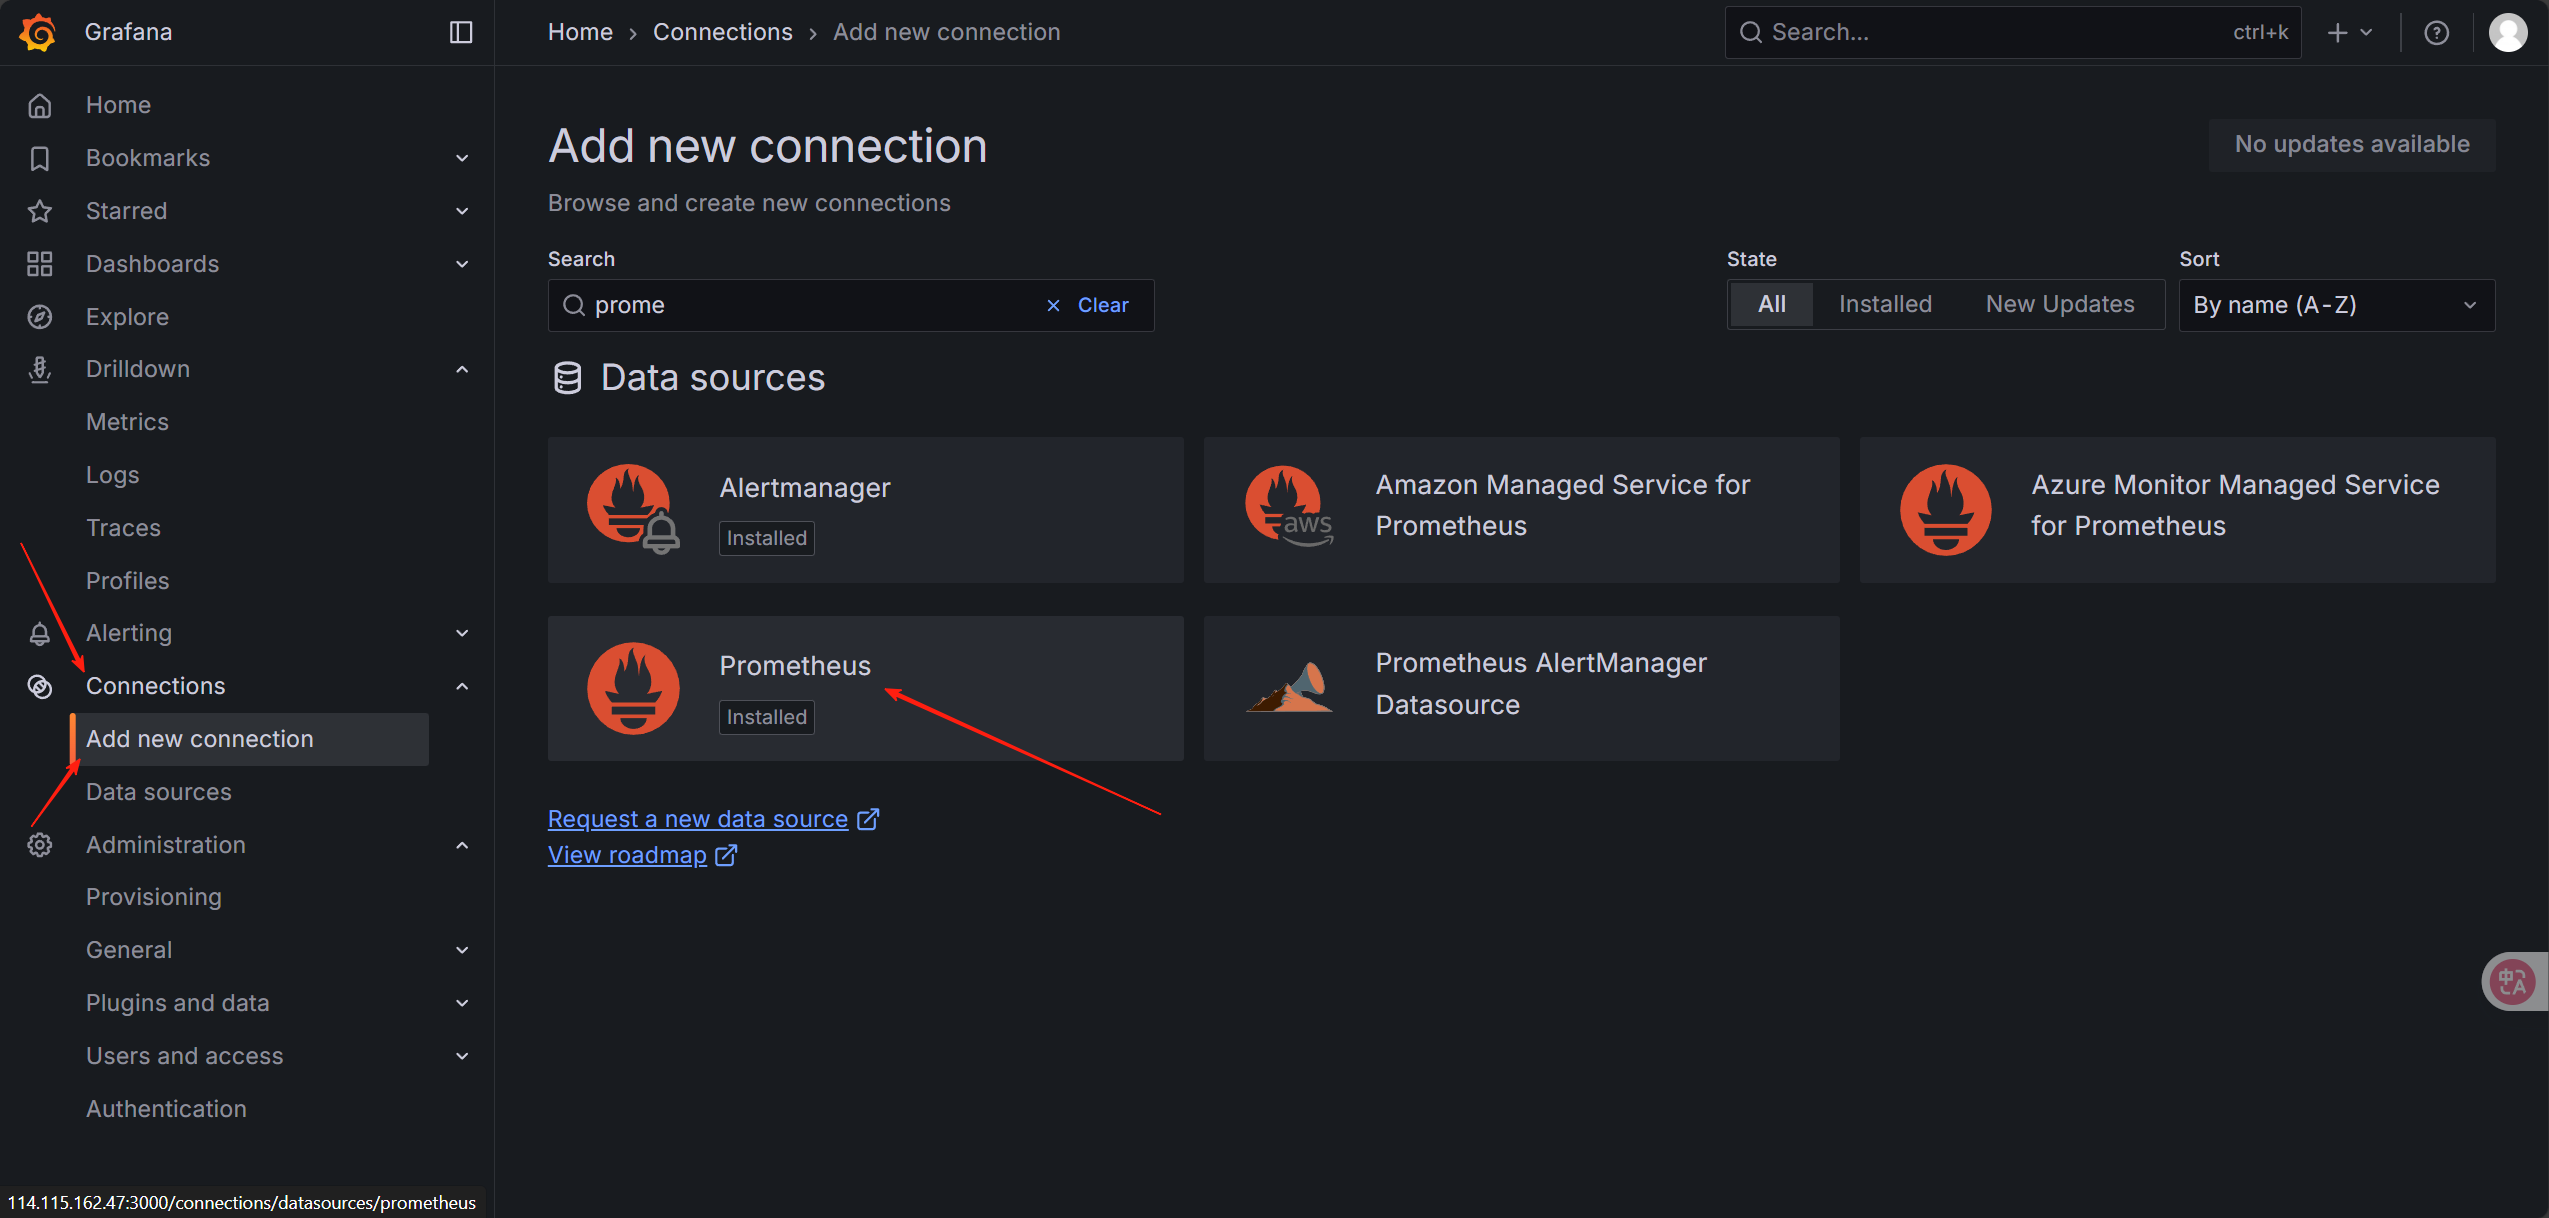 Grafana
Home › Connections › Add new connection
Search...
ctrl+k
Home
Bookmarks
Starred
Dashboards
Explore
Drilldown
Metrics
Logs
Traces
Profiles
Alerting
Connections
Add new connection
Data sources
Administration
Provisioning
General
Plugins and data
Users and access
Authentication
Add new connection
No updates available
Browse and create new connections
Search
State
Sort
prome
Clear
All
Installed
New Updates
By name (A-Z)
Data sources
Alertmanager
Installed
Amazon Managed Service for
Prometheus
aws
Azure Monitor Managed Service
for Prometheus
Prometheus
Installed
Prometheus AlertManager
Datasource
Request a new data source
View roadmap
中A
114.115.162.47:3000/connections/datasources/prometheus